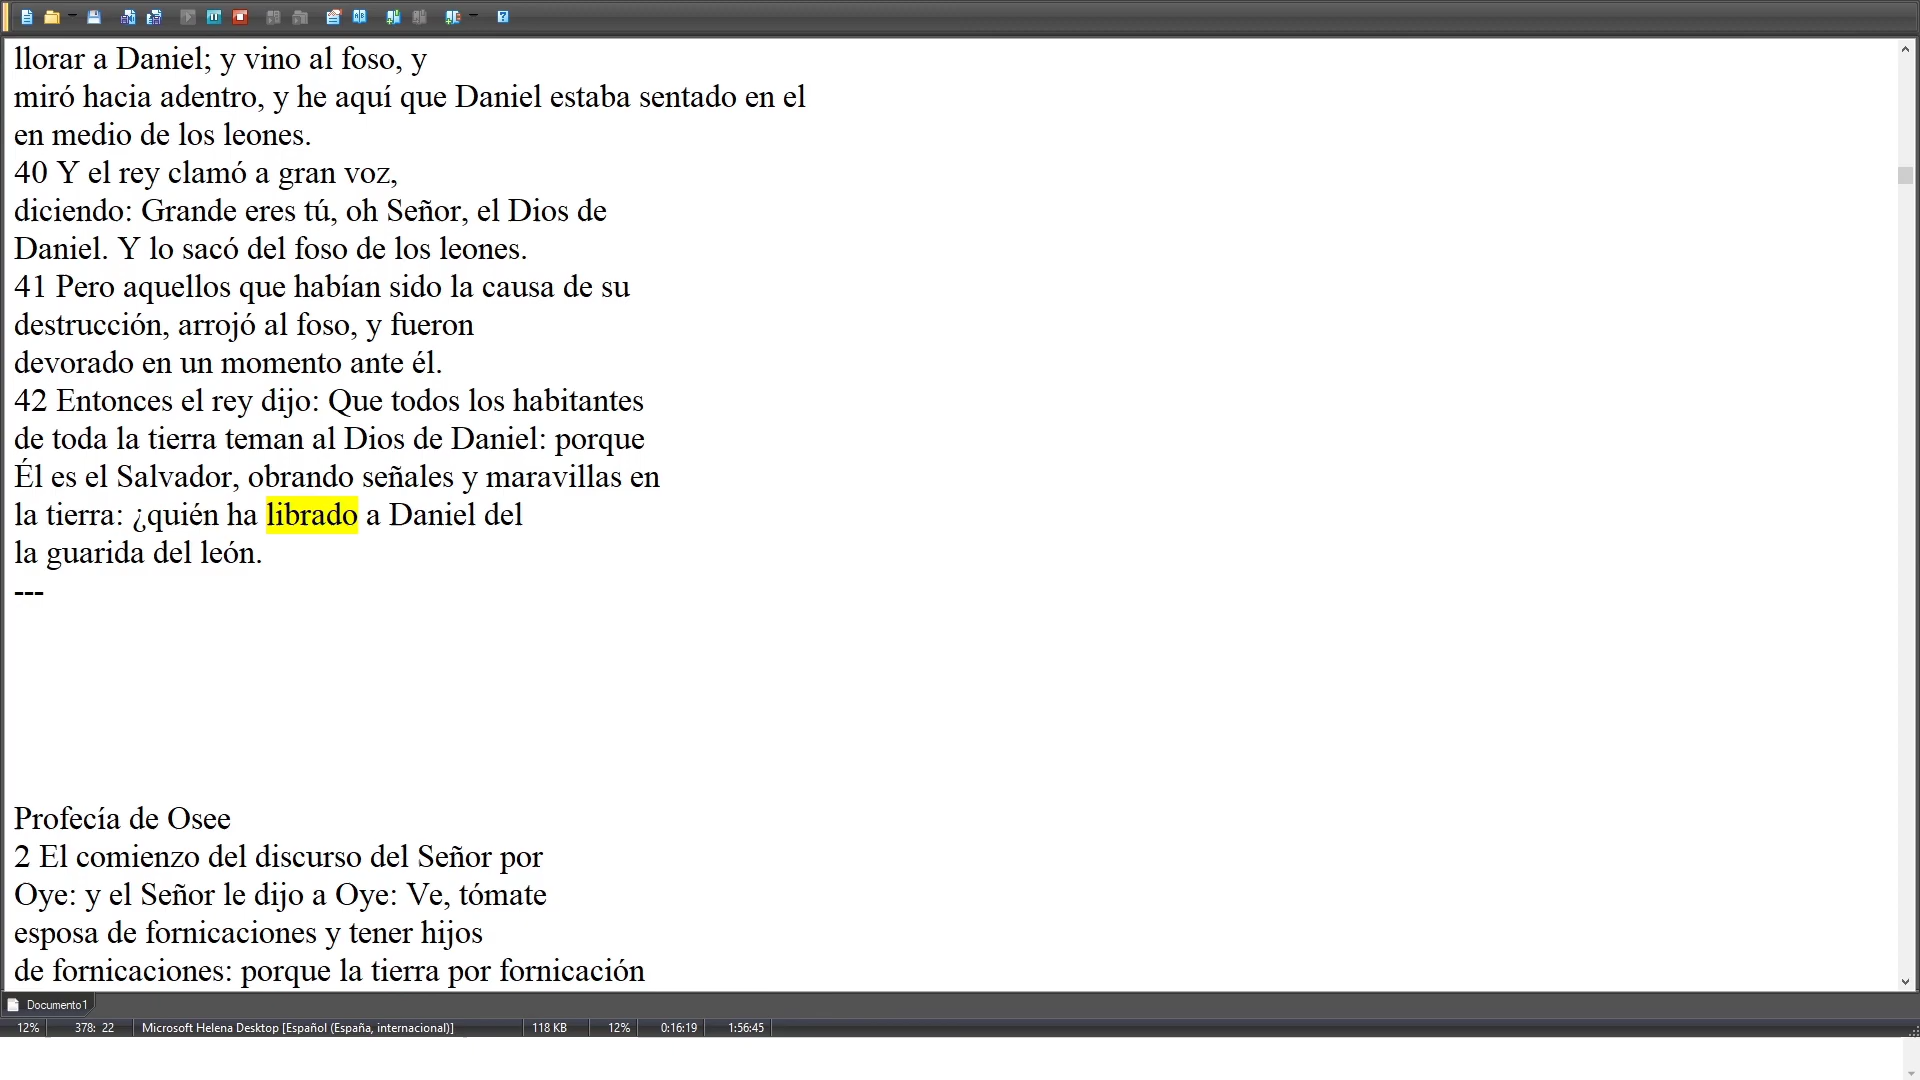 llorar a Daniel; y vino al foso, y
miró hacia adentro, y he aquí que Daniel estaba sentado en el
en medio de los leones.
40 Y el rey clamó a gran voz,
diciendo: Grande eres tú, oh Señor, el Dios de
Daniel. Y lo sacó del foso de los leones.
41 Pero aquellos que habían sido la causa de su
destrucción, arrojó al foso, y fueron
devorado en un momento ante él.
42 Entonces el rey dijo: Que todos los habitantes
de toda la tierra teman al Dios de Daniel: porque
Él es el Salvador, obrando señales y maravillas en
la tierra: ¿quién ha librado a Daniel del
la guarida del león.
---
Profecía de Osee
2 El comienzo del discurso del Señor por
Oye: y el Señor le dijo a Oye: Ve, tómate
esposa de fornicaciones y tener hijos
de fornicaciones: porque la tierra por fornicación
Documento1
12% 378: 22 Microsoft Helena Desktop [Español (España, internacional)] 118 KB 12% 0:16:19 1:56:45